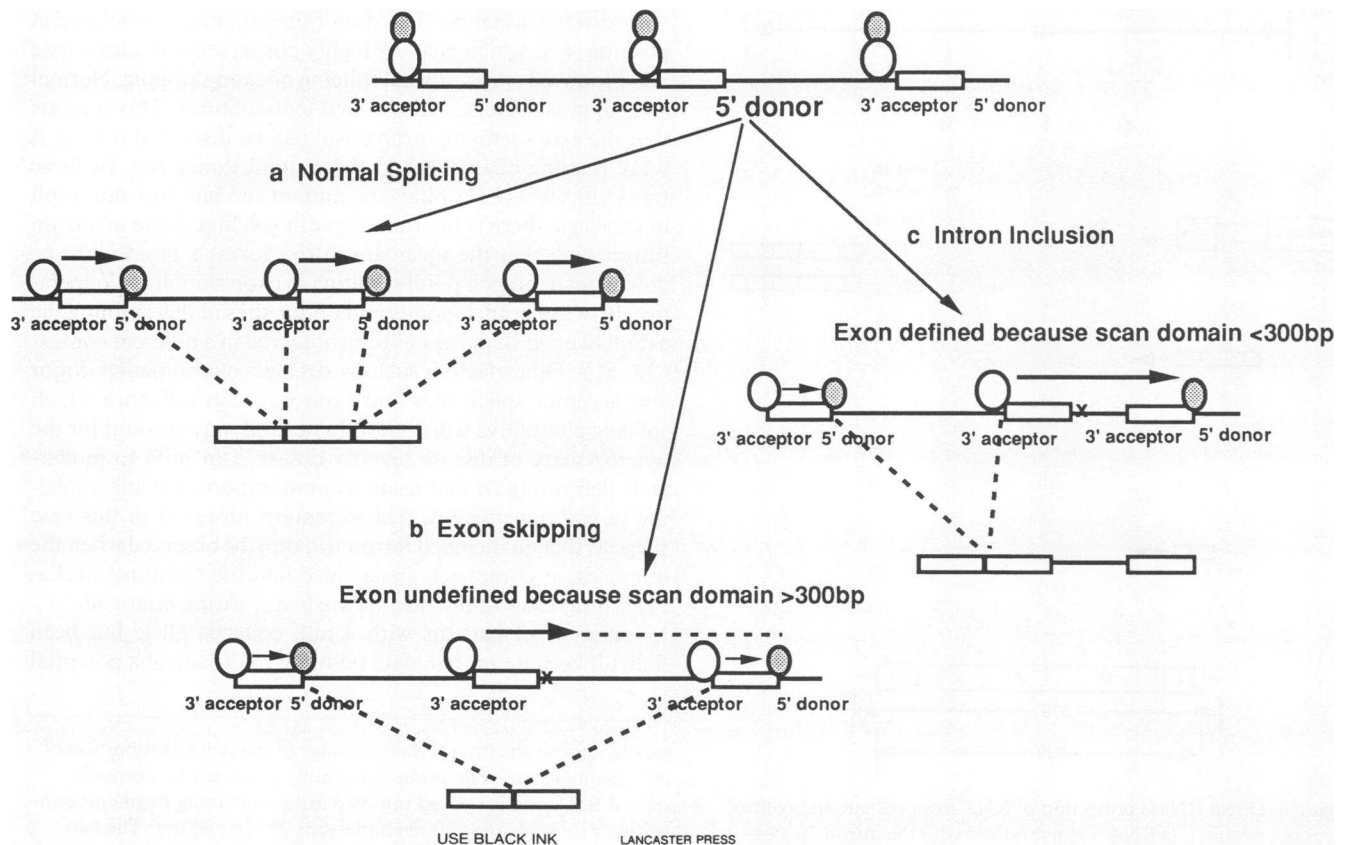 3' acceptor 5' donor 3' acceptor 5' donor 3' acceptor 5' donor
a Normal Splicing
c Intron Inclusion
3' acceptor 5' donor 3' acceptor 5' donor 3' acceptor 5' donor
Exon defined because scan domain <300bp
3' acceptor 5' donor 3' acceptor 3' acceptor 5' donor
b Exon skipping
Exon undefined because scan domain >300bp
3' acceptor 5' donor 3' acceptor 3' acceptor 5' donor
USE BLACK INK LANCASTER PRESS